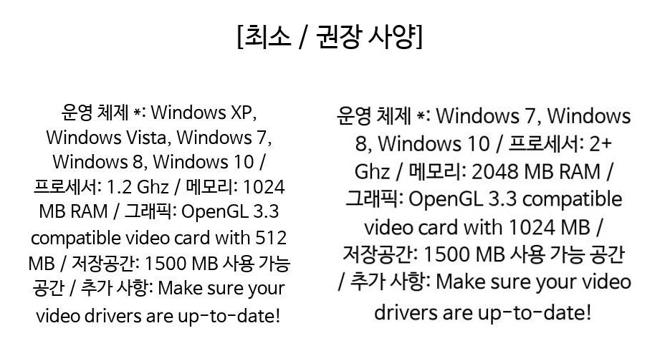 [최소 / 권장 사양]
운영 체제 *: Windows XP,
Windows Vista, Windows 7,
Windows 8, Windows 10 /
프로세서: 1.2 Ghz / 메모리: 1024
MB RAM / 그래픽: OpenGL 3.3
compatible video card with 512
MB / 저장공간: 1500 MB 사용 가능
공간 / 추가 사항: Make sure your
video drivers are up-to-date!
운영 체제 *: Windows 7, Windows
8, Windows 10 / 프로세서: 2+
Ghz / 메모리: 2048 MB RAM /
그래픽: OpenGL 3.3 compatible
video card with 1024 MB /
저장공간: 1500 MB 사용 가능 공간
/ 추가 사항: Make sure your video
drivers are up-to-date!